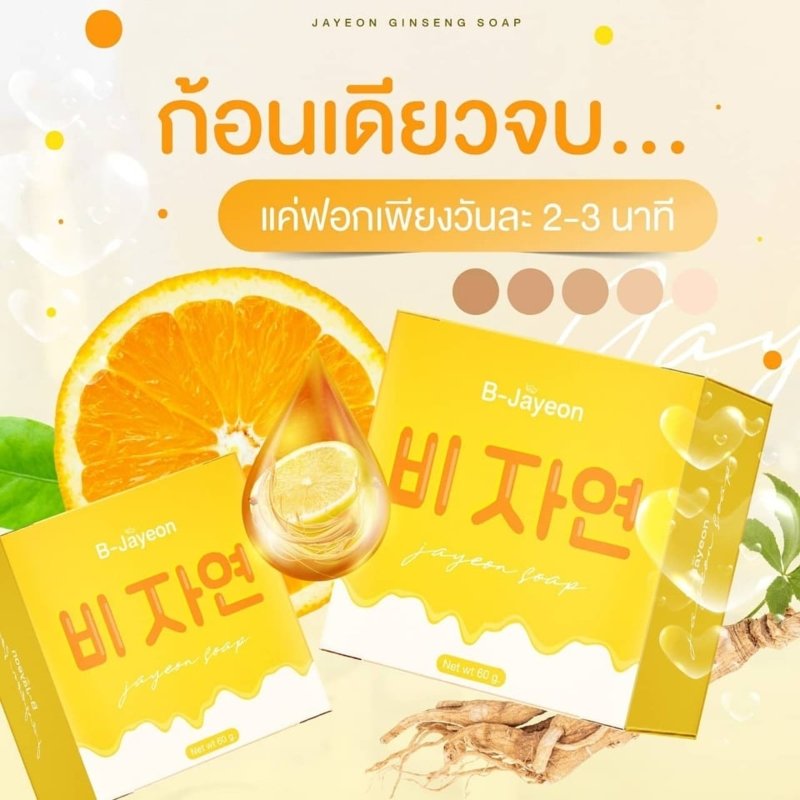 JAYEON GINSENG SOAP
ก้อนเดียวจบ...
แค่ฟอกเพียงวันละ 2-3 นาที
B-Jayeon
비 자연
jayeon soap
Net wt 60 g.
B-Jayeon
비 자연
jayeon soap
Net wt 60 g.